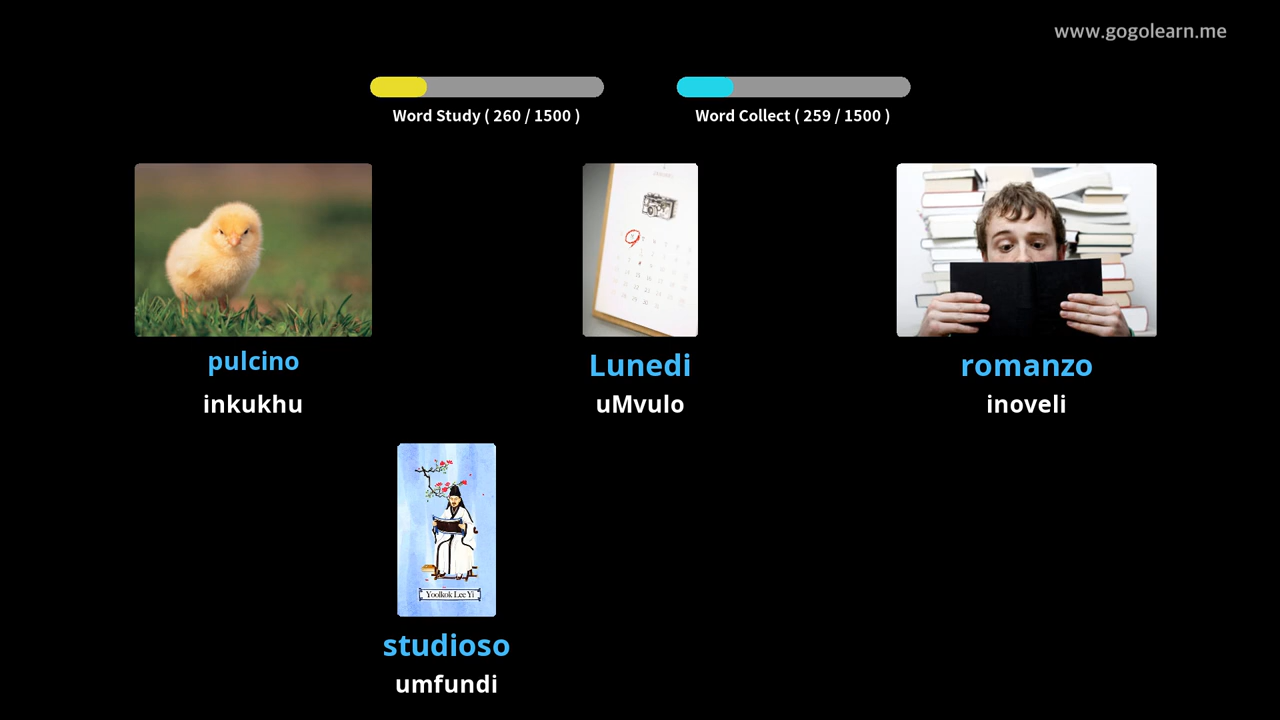 www.gogolearn.me
Word Study ( 260 / 1500 )
Word Collect ( 259 / 1500 )
pulcino
Lunedi
romanzo
inkukhu
uMvulo
inoveli
Yoolkok Lee Yi
studioso
umfundi